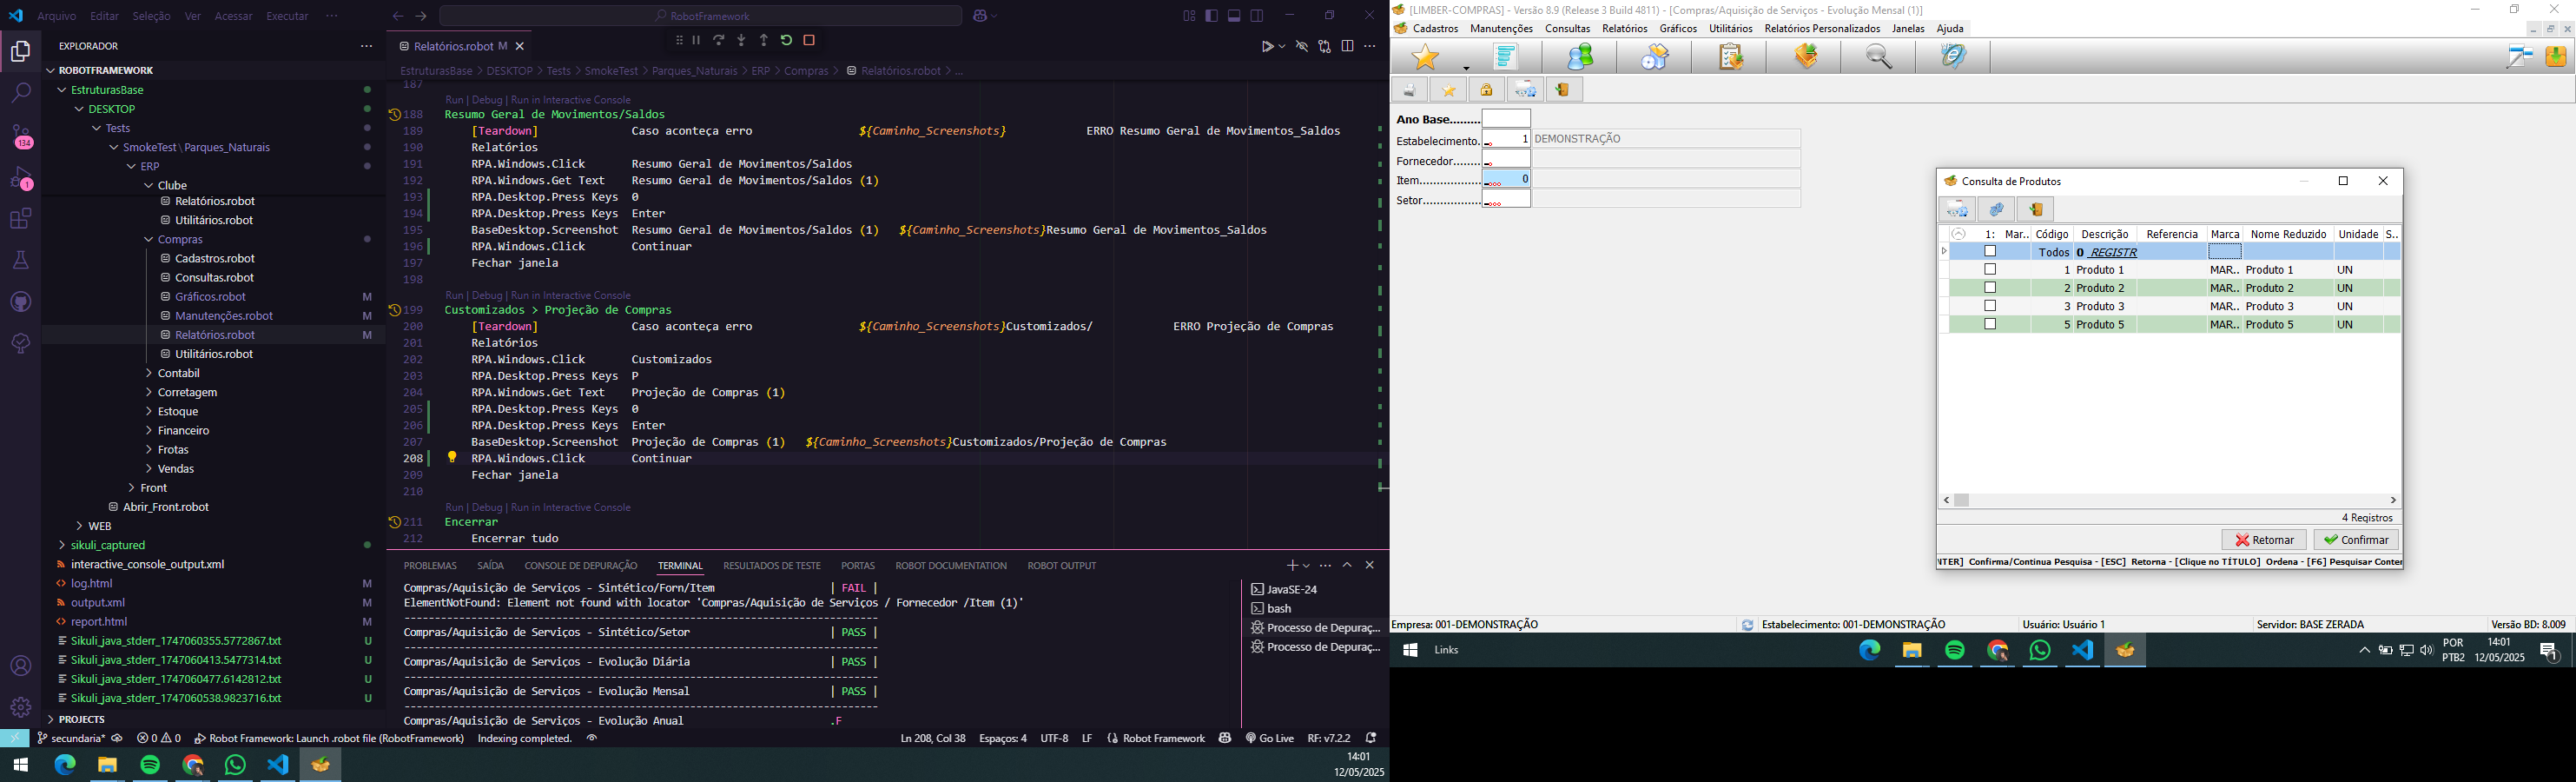 Arquivo Editar Seleção Ver Acessar Executar ···
RobotFramework
EXPLORADOR
ROBOTFRAMEWORK
EstruturasBase
DESKTOP
Tests
SmokeTest\Parques_Naturais
ERP
Clube
Relatórios.robot
Utilitários.robot
Compras
Cadastros.robot
Consultas.robot
Gráficos.robot M
Manutenções.robot M
Relatórios.robot M
Utilitários.robot
Contabil
Corretagem
Estoque
Financeiro
Frotas
Vendas
Front
Abrir_Front.robot
WEB
sikuli_captured
interactive_console_output.xml
log.html M
output.xml M
report.html M
Sikuli_java_stderr_1747060355.5772867.txt U
Sikuli_java_stderr_1747060413.5477314.txt U
Sikuli_java_stderr_1747060477.6142812.txt U
Sikuli_java_stderr_1747060538.9823716.txt U
PROJECTS
134
1
Relatórios.robot M
EstruturasBase > DESKTOP > Tests > SmokeTest > Parques_Naturais > ERP > Compras > Relatórios.robot > ...
187
Run | Debug | Run in Interactive Console
188 Resumo Geral de Movimentos/Saldos
189 [Teardown] Caso aconteça erro ${Caminho_Screenshots} ERRO Resumo Geral de Movimentos_Saldos
190 Relatórios
191 RPA.Windows.Click Resumo Geral de Movimentos/Saldos
192 RPA.Windows.Get Text Resumo Geral de Movimentos/Saldos (1)
193 RPA.Desktop.Press Keys 0
194 RPA.Desktop.Press Keys Enter
195 BaseDesktop.Screenshot Resumo Geral de Movimentos/Saldos (1) ${Caminho_Screenshots}Resumo Geral de Movimentos_Saldos
196 RPA.Windows.Click Continuar
197 Fechar janela
198
Run | Debug | Run in Interactive Console
199 Customizados > Projeção de Compras
200 [Teardown] Caso aconteça erro ${Caminho_Screenshots}Customizados/ ERRO Projeção de Compras
201 Relatórios
202 RPA.Windows.Click Customizados
203 RPA.Desktop.Press Keys P
204 RPA.Windows.Get Text Projeção de Compras (1)
205 RPA.Desktop.Press Keys 0
206 RPA.Desktop.Press Keys Enter
207 BaseDesktop.Screenshot Projeção de Compras (1) ${Caminho_Screenshots}Customizados/Projeção de Compras
208 RPA.Windows.Click Continuar
209 Fechar janela
210
Run | Debug | Run in Interactive Console
211 Encerrar
212 Encerrar tudo
PROBLEMAS SAÍDA CONSOLE DE DEPURAÇÃO TERMINAL RESULTADOS DE TESTE PORTAS ROBOT DOCUMENTATION ROBOT OUTPUT
Compras/Aquisição de Serviços - Sintético/Forn/Item | FAIL |
ElementNotFound: Element not found with locator 'Compras/Aquisição de Serviços / Fornecedor /Item (1)'
------------------------------------------------------------------------------
Compras/Aquisição de Serviços - Sintético/Setor | PASS |
------------------------------------------------------------------------------
Compras/Aquisição de Serviços - Evolução Diária | PASS |
------------------------------------------------------------------------------
Compras/Aquisição de Serviços - Evolução Mensal | PASS |
------------------------------------------------------------------------------
Compras/Aquisição de Serviços - Evolução Anual .F
JavaSE-24
bash
Processo de Depuraç...
Processo de Depuraç...
secundaria* 0 0 Robot Framework: Launch .robot file (RobotFramework) Indexing completed. Ln 208, Col 38 Espaços: 4 UTF-8 LF Robot Framework Go Live RF: v7.2.2
14:01
12/05/2025
[LIMBER-COMPRAS] - Versão 8.9 (Release 3 Build 4811) - [Compras/Aquisição de Serviços - Evolução Mensal (1)]
Cadastros Manutenções Consultas Relatórios Gráficos Utilitários Relatórios Personalizados Janelas Ajuda
Ano Base.........
Estabelecimento. 1 DEMONSTRAÇÃO
Fornecedor........
Item................. 0
Setor................
Consulta de Produtos
1: Mar.. Código Descrição Referencia Marca Nome Reduzido Unidade S..
Todos 0 REGISTR
1 Produto 1 MAR.. Produto 1 UN
2 Produto 2 MAR.. Produto 2 UN
3 Produto 3 MAR.. Produto 3 UN
5 Produto 5 MAR.. Produto 5 UN
4 Registros
Retornar Confirmar
NTER] Confirma/Continua Pesquisa - [ESC] Retorna - [Clique no TÍTULO] Ordena - [F6] Pesquisar Conter
Empresa: 001-DEMONSTRAÇÃO Estabelecimento: 001-DEMONSTRAÇÃO Usuário: Usuário 1 Servidor: BASE ZERADA Versão BD: 8.009
Links
POR
PTB2
14:01
12/05/2025
1